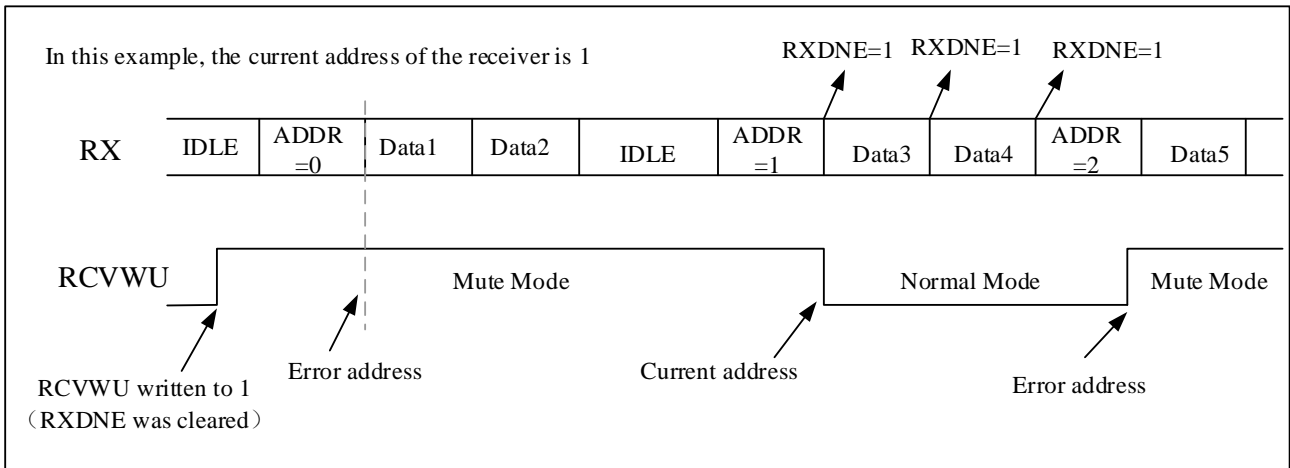 In this example, the current address of the receiver is 1
RXDNE=1
RXDNE=1
RXDNE=1
RX
IDLE
ADDR
=0
Data1
Data2
IDLE
ADDR
=1
Data3
Data4
ADDR
=2
Data5
RCVWU
Mute Mode
Normal Mode
Mute Mode
Error address
Current address
Error address
RCVWU written to 1
（RXDNE was cleared）